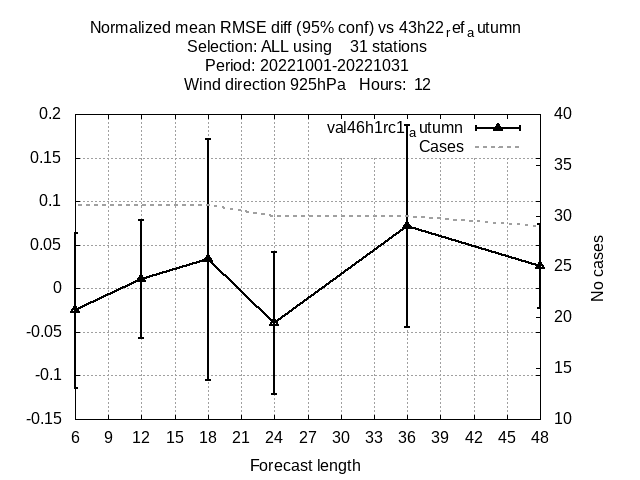 Normalized mean RMSE diff (95% conf) vs 43h22ref autumn
Selection: ALL using 31 stations
Period: 20221001-20221031
Wind direction 925hPa Hours: 12
val46h1rc1autumn
Cases
0.2
0.15
0.1
0.05
0
-0.05
-0.1
-0.15
40
35
30
25
20
15
10
No cases
6 9 12 15 18 21 24 27 30 33 36 39 42 45 48
Forecast length